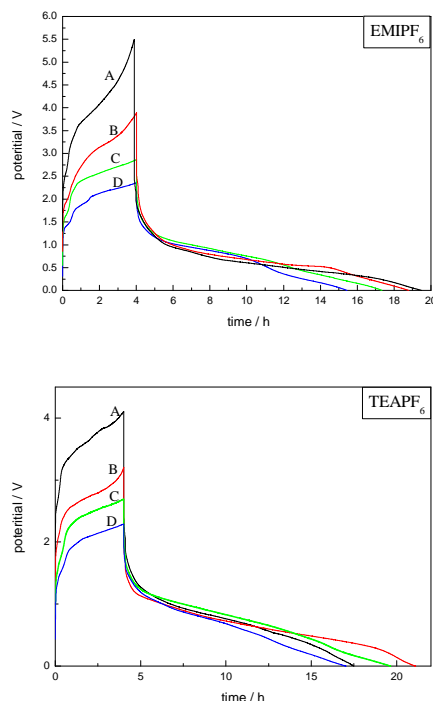 EMIPF6
6.0
5.5
5.0
4.5
4.0
3.5
3.0
2.5
2.0
1.5
1.0
0.5
0.0
potiential / V
A
B
C
D
0 2 4 6 8 10 12 14 16 18 20
time / h
TEAPF6
4
2
0
potiential / V
A
B
C
D
0 5 10 15 20
time / h